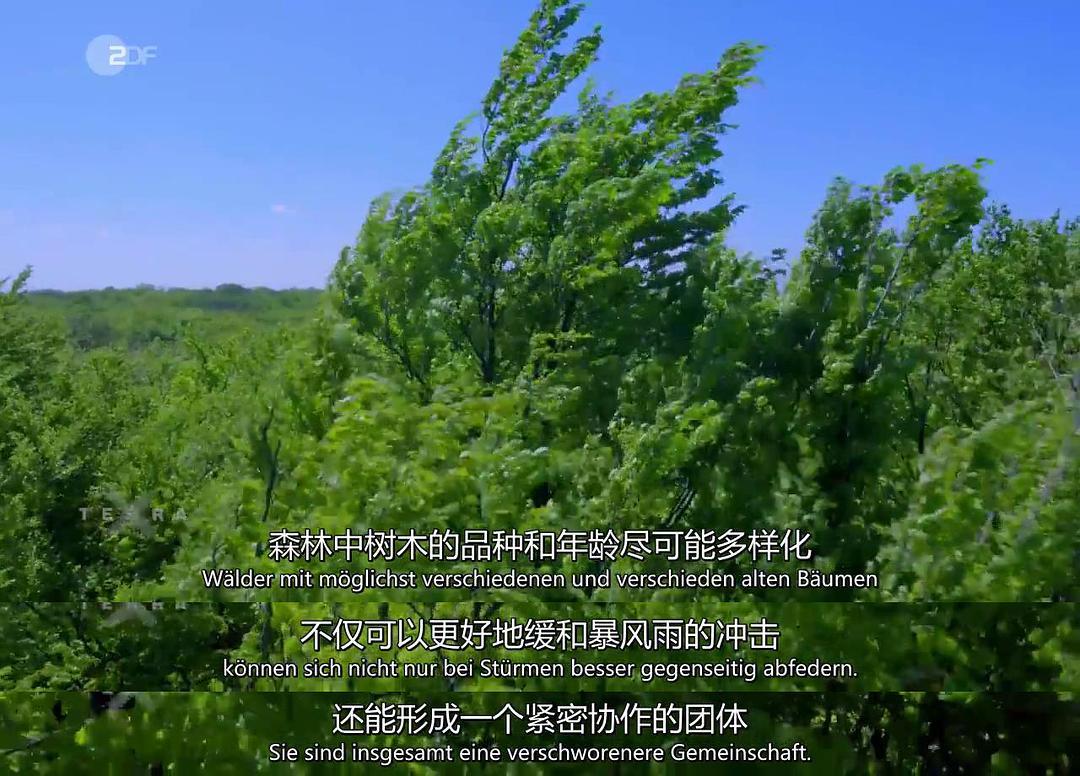 ZDF
TERRA X
森林中树木的品种和年龄尽可能多样化
Wälder mit möglichst verschiedenen und verschieden alten Bäumen
不仅可以更好地缓和暴风雨的冲击
können sich nicht nur bei Stürmen besser gegenseitig abfedern.
还能形成一个紧密协作的团体
Sie sind insgesamt eine verschworenere Gemeinschaft.